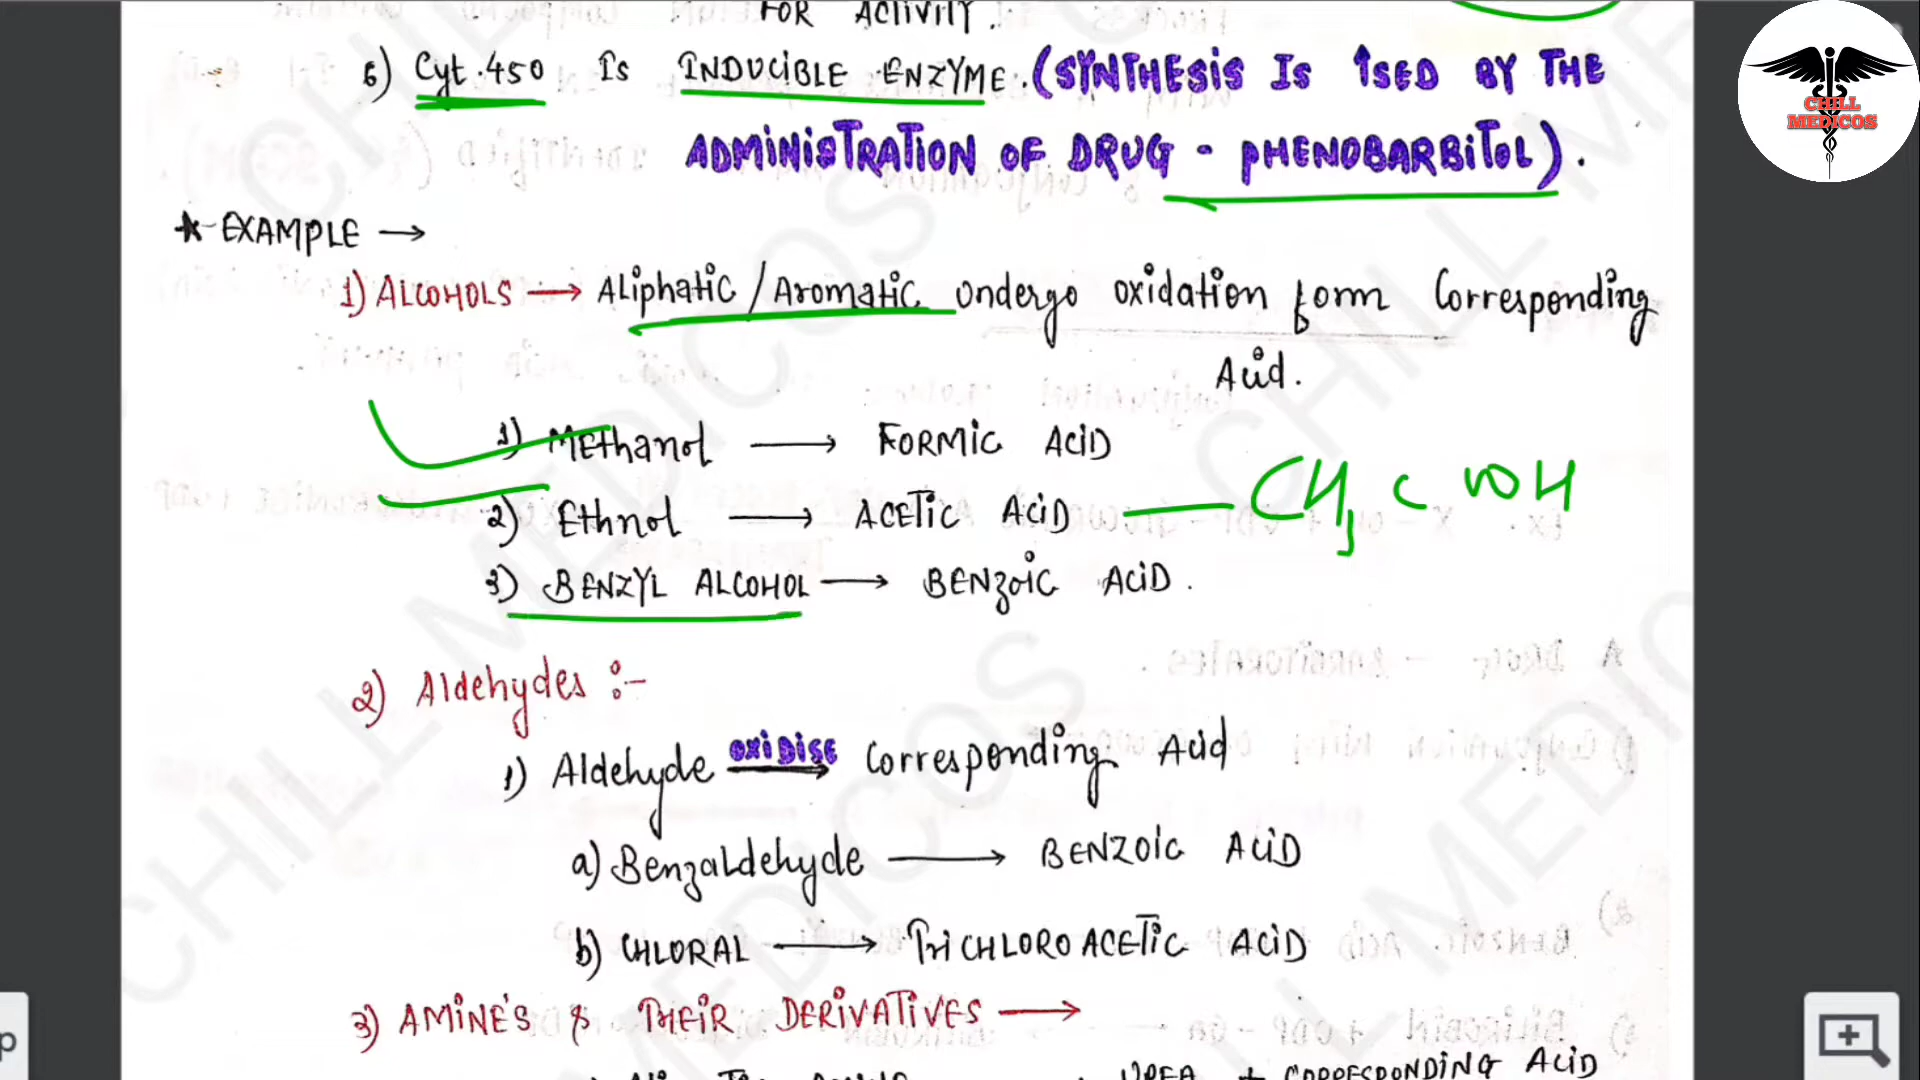 FOR ACTIVITY.
6) Cyt.450 Is INDUCIBLE ENZYME. (SYNTHESIS IS ↑SED BY THE
ADMINISTRATION OF DRUG - PHENOBARBITOL).
CHILL
MEDICOS
* EXAMPLE →
1) ALCOHOLS → Aliphatic / Aromatic undergo oxidation form Corresponding
Acid.
1) Methanol → FORMIC ACID
2) Ethnol → ACETIC ACID — CH3COOH
3) BENZYL ALCOHOL → BENZOIC ACID.
2) Aldehydes :-
1) Aldehyde OXIDISE → Corresponding Acid
a) Benzaldehyde → BENZOIC ACID
b) CHLORAL → TRICHLOROACETIC ACID
3) AMINE'S & THEIR DERIVATIVES →
UREA + CORRESPONDING ACID
CHILL MEDICOS